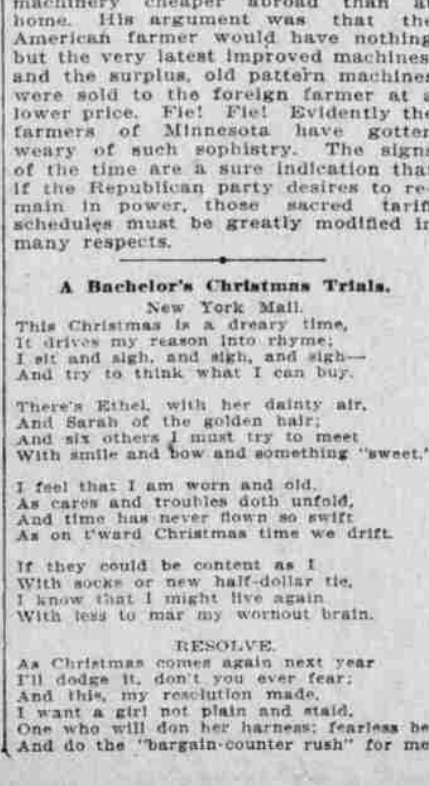 machinery cheaper abroad than at
home. His argument was that the
American farmer would have nothing
but the very latest improved machines
and the surplus, old pattern machines
were sold to the foreign farmer at a
lower price. Fie! Fie! Evidently the
farmers of Minnesota have gotten
weary of such sophistry. The signs
of the time are a sure indication that
if the Republican party desires to re-
main in power, those sacred tariff
schedules must be greatly modified in
many respects.
A Bachelor's Christmas Trials.
New York Mail.
This Christmas is a dreary time,
It drives my reason into rhyme;
I sit and sigh, and sigh, and sigh—
And try to think what I can buy.
There's Ethel, with her dainty air,
And Sarah of the golden hair;
And six others I must try to meet
With smile and bow and something "sweet."
I feel that I am worn and old,
As cares and troubles doth unfold,
And time has never flown so swift
As on t'ward Christmas time we drift.
If they could be content as I
With socks or new half-dollar tie,
I know that I might live again
With less to mar my wornout brain.
RESOLVE.
As Christmas comes again next year
I'll dodge it, don't you ever fear;
And this, my resolution made,
I want a girl not plain and staid,
One who will don her harness; fearless be
And do the "bargain-counter rush" for me